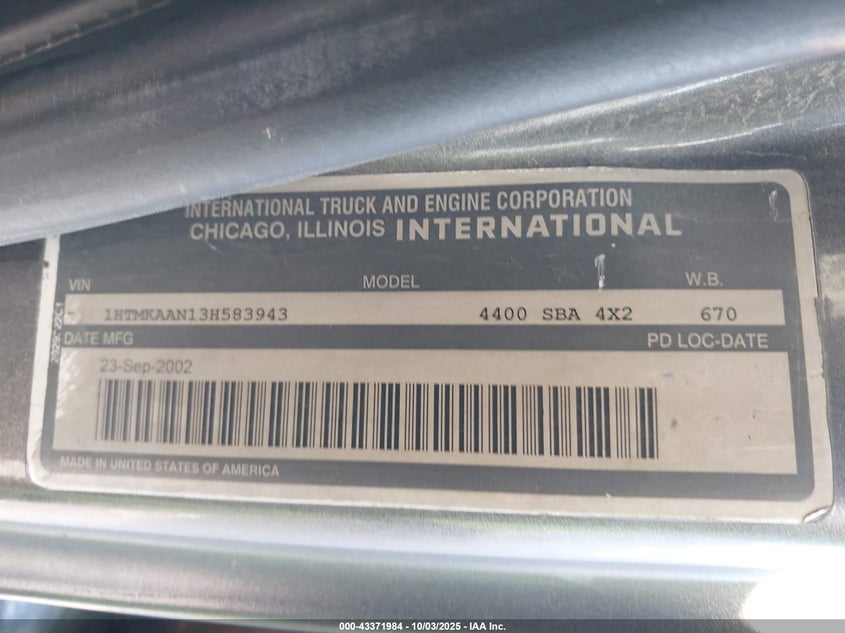 INTERNATIONAL TRUCK AND ENGINE CORPORATION
CHICAGO, ILLINOIS INTERNATIONAL
VIN MODEL W.B.
1HTMKAAN13H583943 4400 SBA 4X2 670
DATE MFG PD LOC-DATE
23-Sep-2002
MADE IN UNITED STATES OF AMERICA
000-43371984 - 10/03/2025 - IAA Inc.